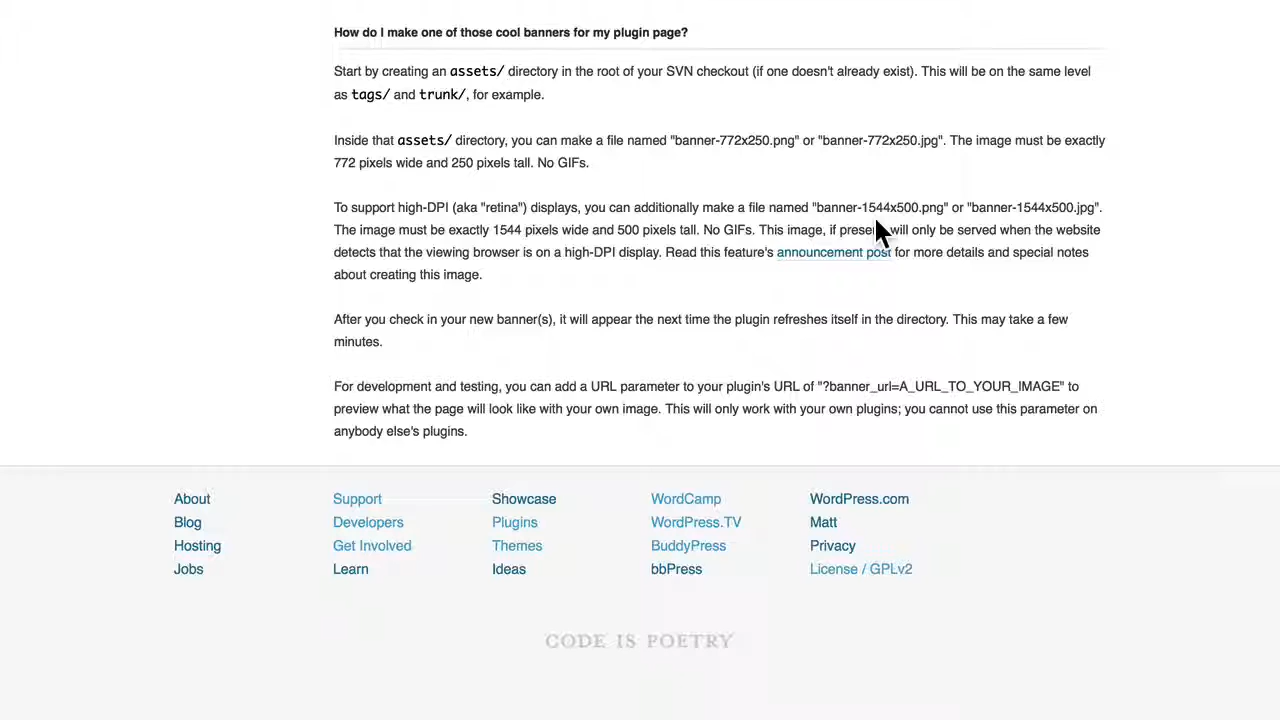 How do I make one of those cool banners for my plugin page?
Start by creating an assets/ directory in the root of your SVN checkout (if one doesn't already exist). This will be on the same level
as tags/ and trunk/, for example.
Inside that assets/ directory, you can make a file named "banner-772x250.png" or "banner-772x250.jpg". The image must be exactly
772 pixels wide and 250 pixels tall. No GIFs.
To support high-DPI (aka "retina") displays, you can additionally make a file named "banner-1544x500.png" or "banner-1544x500.jpg".
The image must be exactly 1544 pixels wide and 500 pixels tall. No GIFs. This image, if present will only be served when the website
detects that the viewing browser is on a high-DPI display. Read this feature's announcement post for more details and special notes
about creating this image.
After you check in your new banner(s), it will appear the next time the plugin refreshes itself in the directory. This may take a few
minutes.
For development and testing, you can add a URL parameter to your plugin's URL of "?banner_url=A_URL_TO_YOUR_IMAGE" to
preview what the page will look like with your own image. This will only work with your own plugins; you cannot use this parameter on
anybody else's plugins.
About Support Showcase WordCamp WordPress.com
Blog Developers Plugins WordPress.TV Matt
Hosting Get Involved Themes BuddyPress Privacy
Jobs Learn Ideas bbPress License / GPLv2
CODE IS POETRY